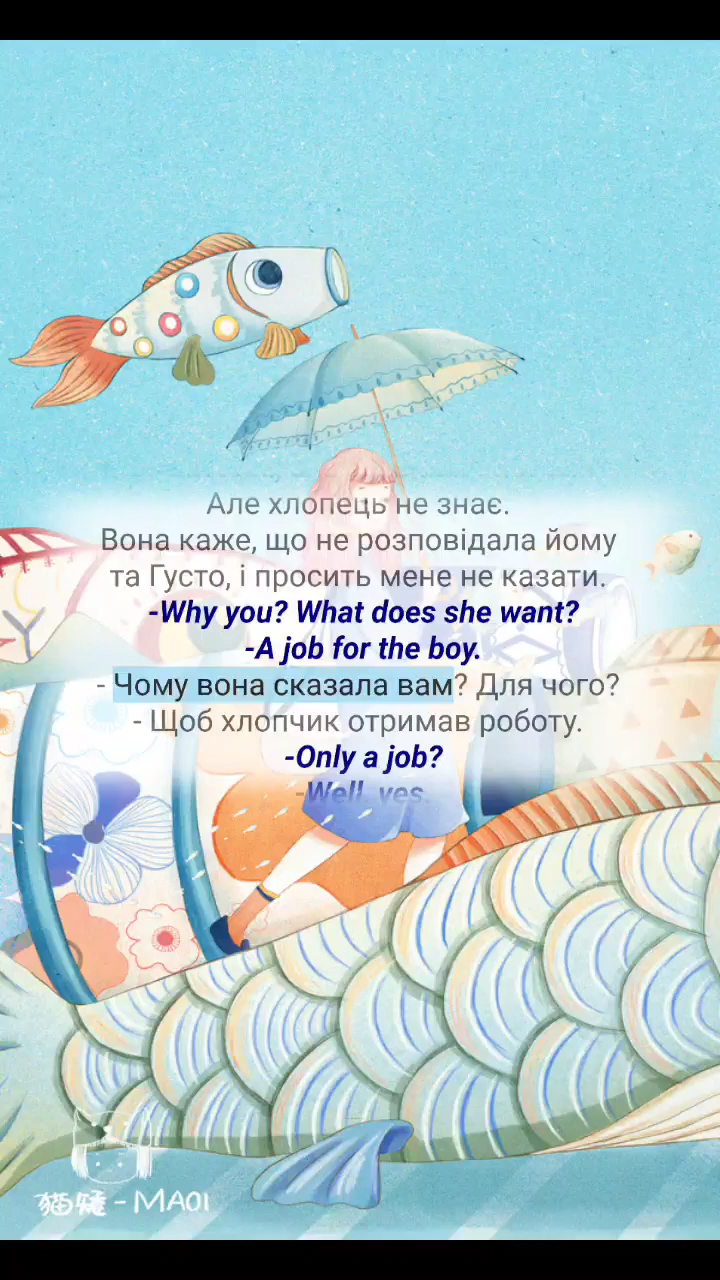 Але хлопець не знає.
Вона каже, що не розповідала йому
та Густо, і просить мене не казати.
-Why you? What does she want?
-A job for the boy.
- Чому вона сказала вам? Для чого?
- Щоб хлопчик отримав роботу.
-Only a job?
-Well, yes.
猫矮-MAOI